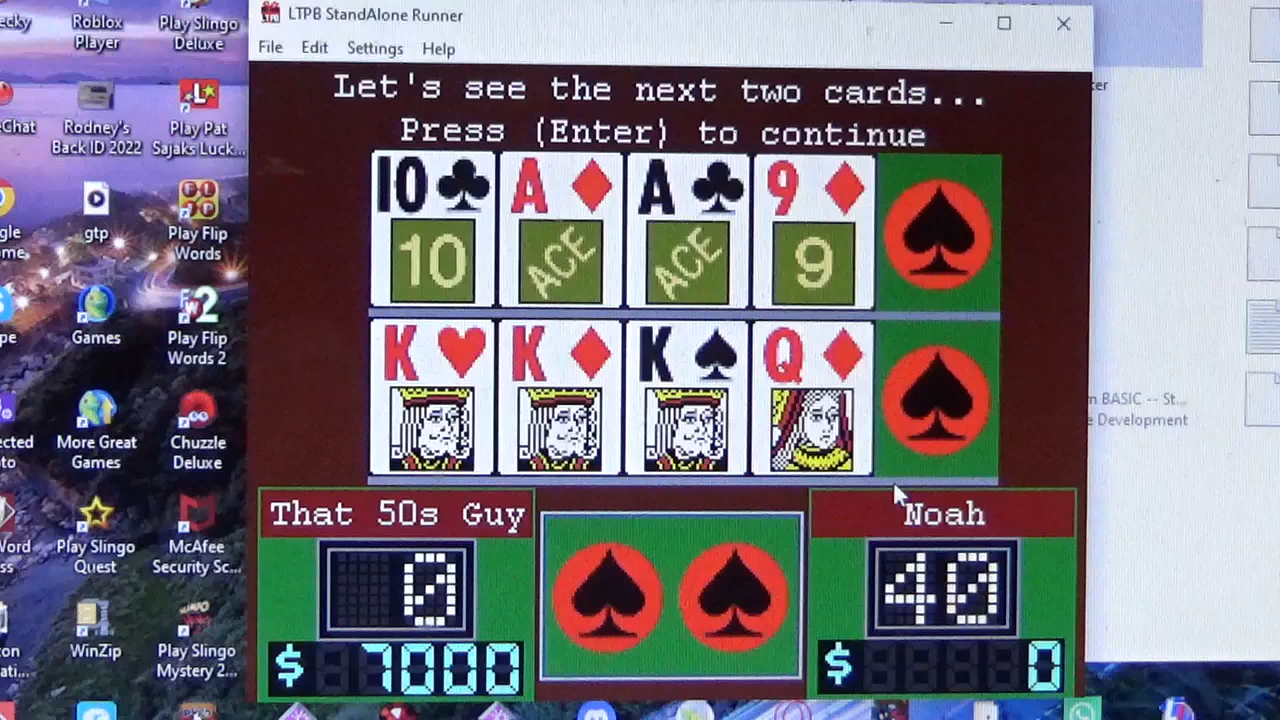 Roblox
Player
Play Slingo
Deluxe
Rodney's
Back ID 2022
Play Pat
Sajaks Luck...
gtp
Play Flip
Words
Games
Play Flip
Words 2
More Great
Games
Chuzzle
Deluxe
Play Slingo
Quest
McAfee
Security Sc...
WinZip
Play Slingo
Mystery 2...
LTPB StandAlone Runner
File Edit Settings Help
Let's see the next two cards...
Press (Enter) to continue
10 A A 9
10 ACE ACE 9
K K K Q
That 50s Guy
0
$ 7000
Noah
40
$ 0
BASIC -- St...
Development